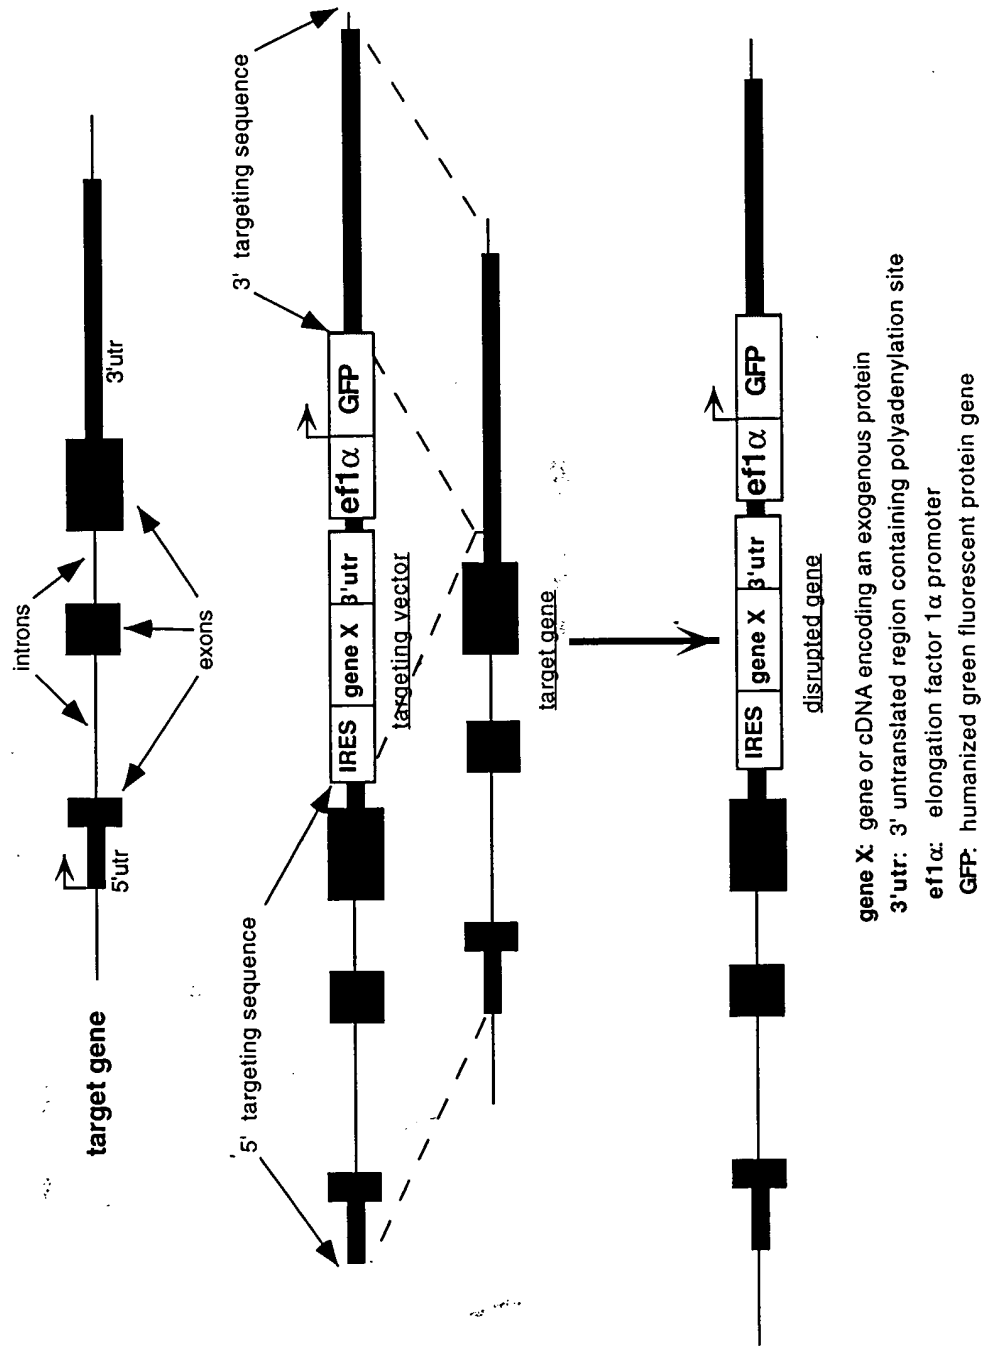 target gene
5'utr
introns
exons
3'utr
5' targeting sequence
3' targeting sequence
IRES
gene X
3'utr
ef1α
GFP
targeting vector
target gene
IRES
gene X
3'utr
ef1α
GFP
disrupted gene
gene X: gene or cDNA encoding an exogenous protein
3'utr: 3' untranslated region containing polyadenylation site
ef1α: elongation factor 1α promoter
GFP: humanized green fluorescent protein gene